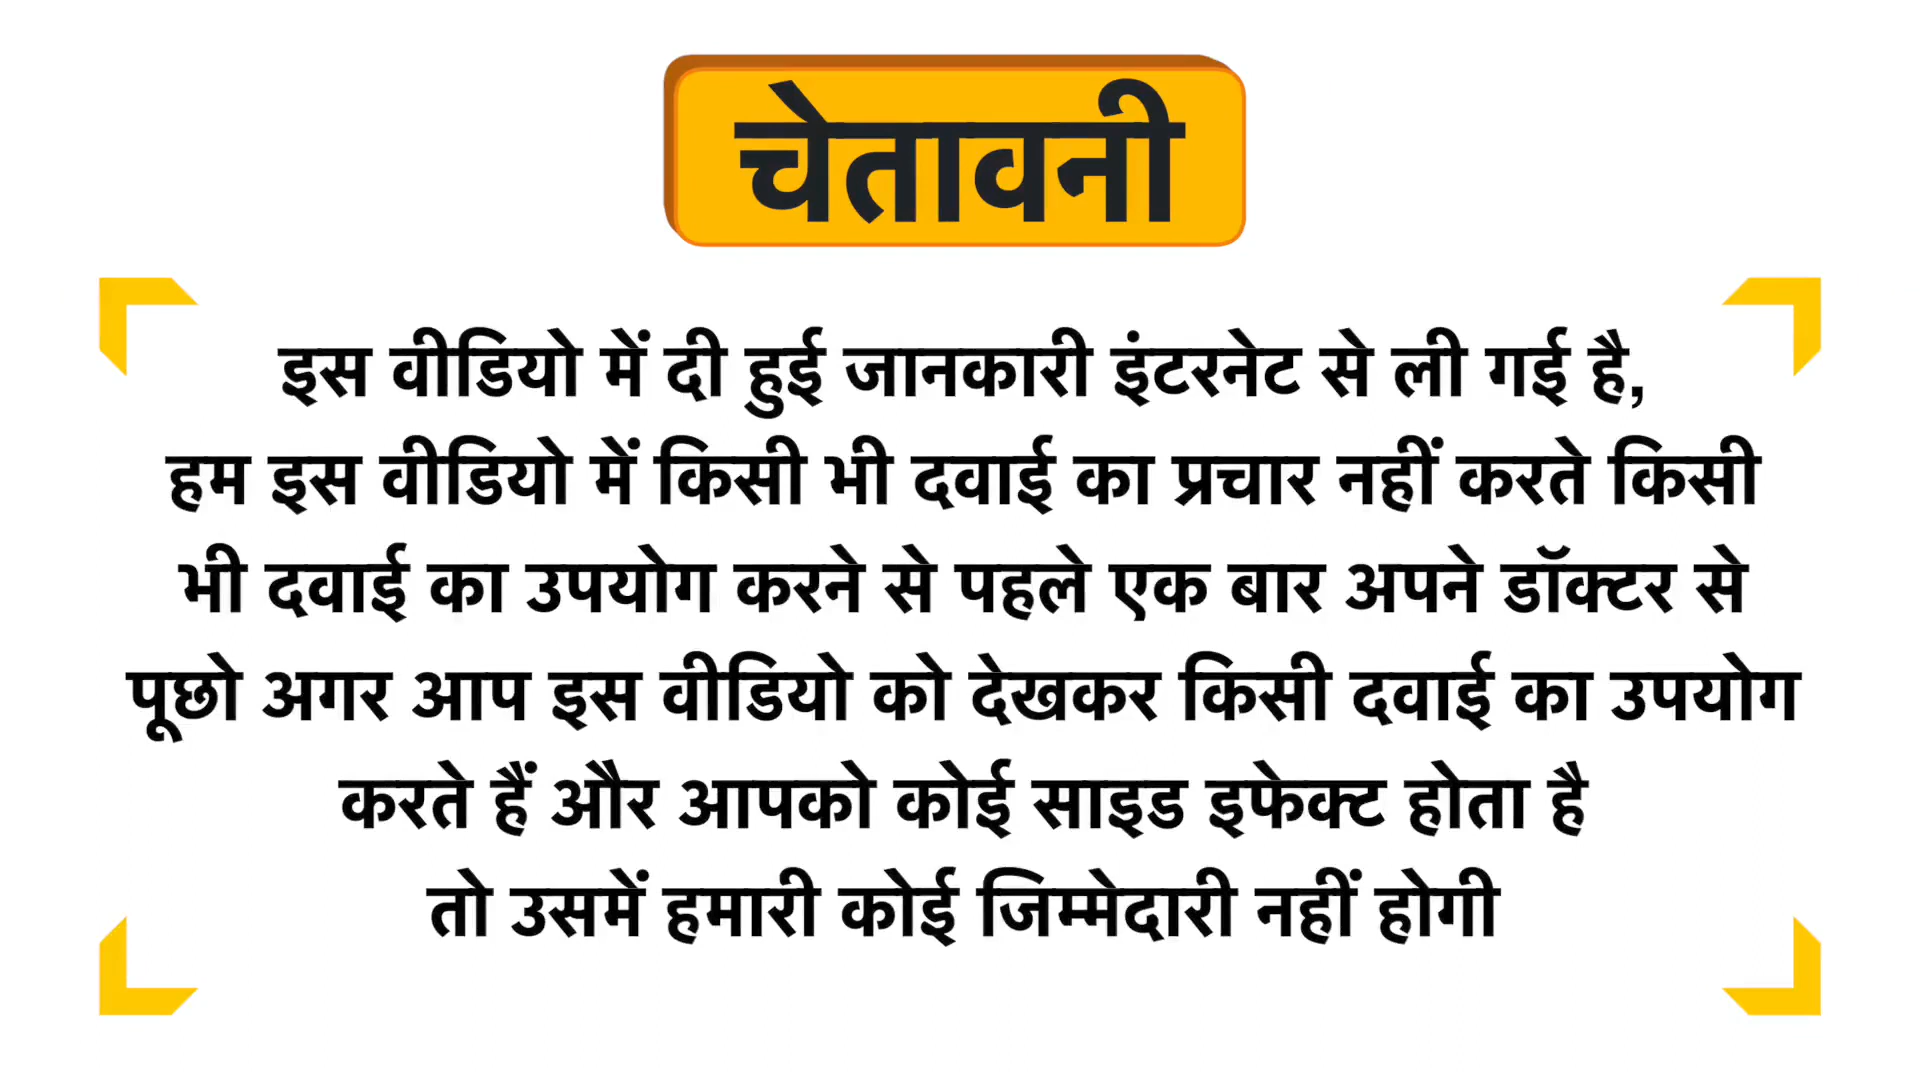 चेतावनी
इस वीडियो में दी हुई जानकारी इंटरनेट से ली गई है,
हम इस वीडियो में किसी भी दवाई का प्रचार नहीं करते किसी
भी दवाई का उपयोग करने से पहले एक बार अपने डॉक्टर से
पूछो अगर आप इस वीडियो को देखकर किसी दवाई का उपयोग
करते हैं और आपको कोई साइड इफेक्ट होता है
तो उसमें हमारी कोई जिम्मेदारी नहीं होगी